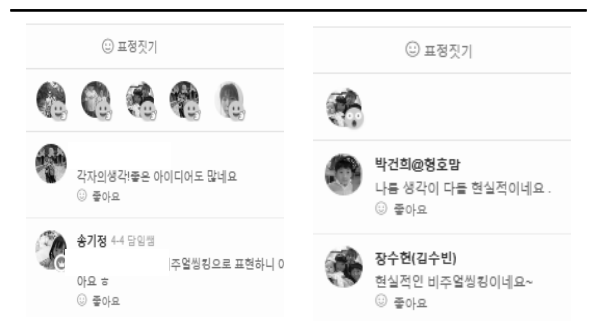 표정짓기
각자의생각!좋은 아이디어도 많네요
좋아요
송기정 4-4 담임쌤
주얼씽킹으로 표현하니 이
아요 ㅎ
좋아요
표정짓기
박건희@형호맘
나름 생각이 다들 현실적이네요 .
좋아요
장수현(김수빈)
현실적인 비주얼씽킹이네요~
좋아요